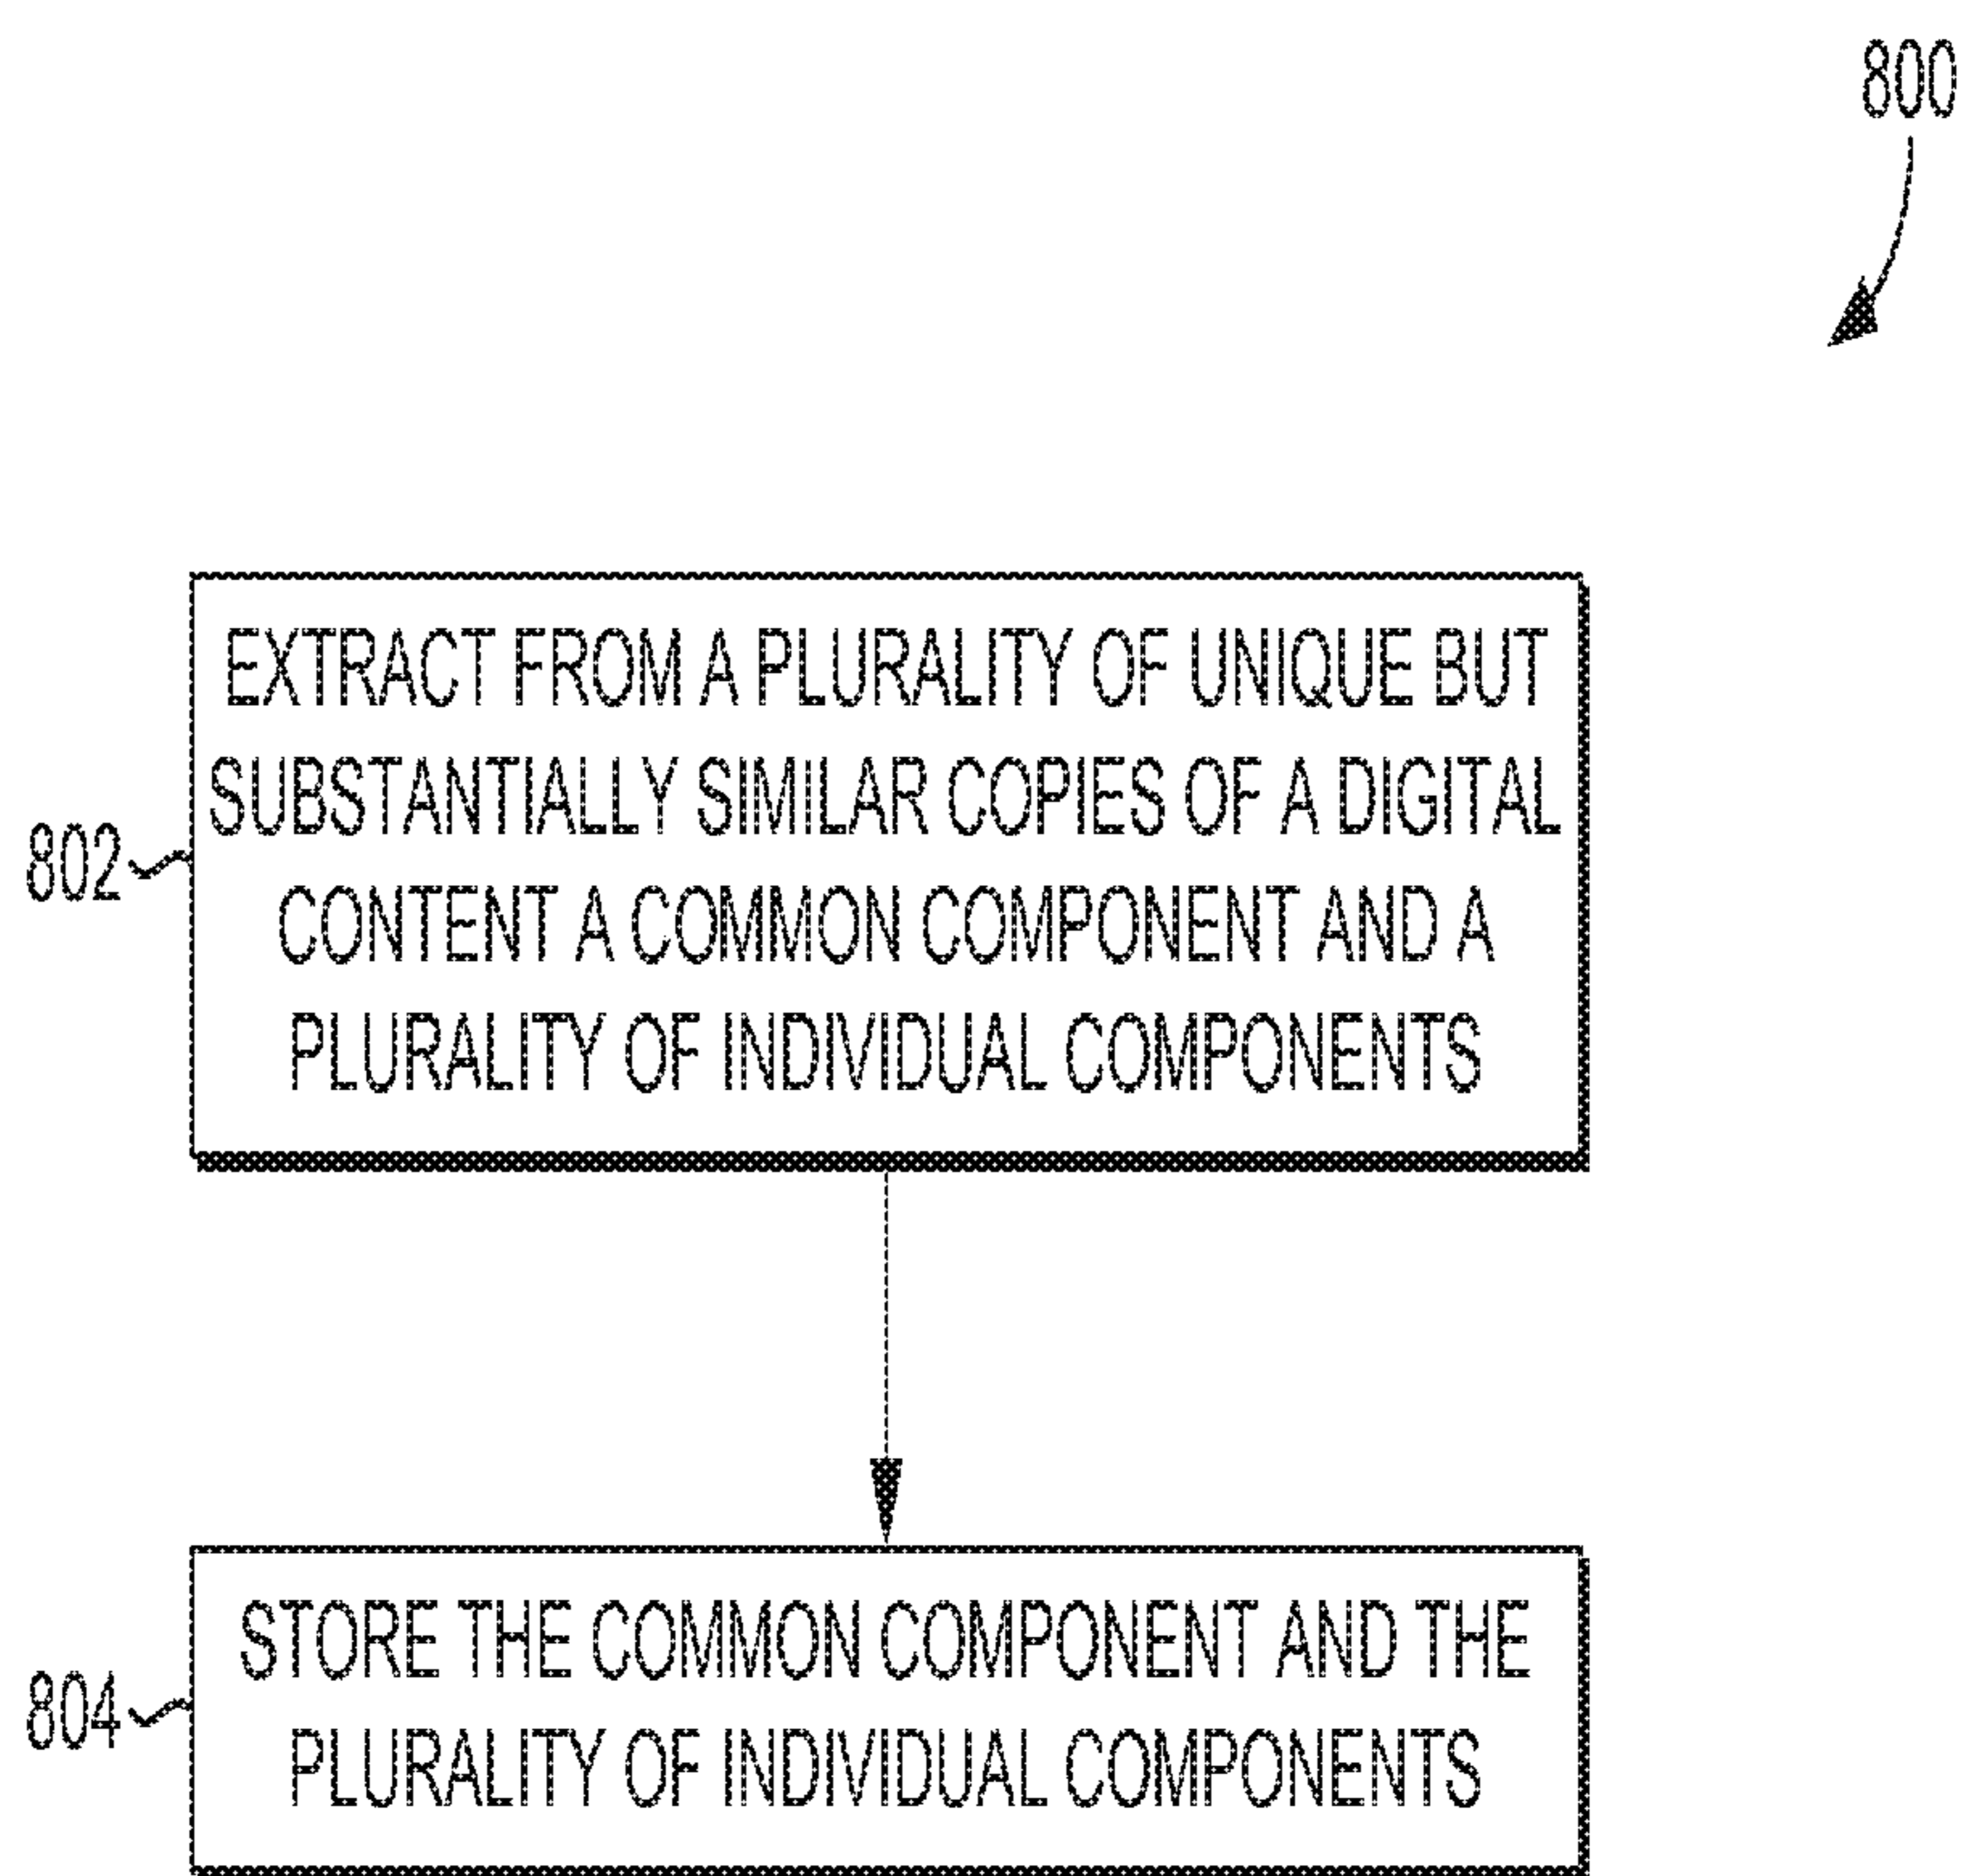 800
EXTRACT FROM A PLURALITY OF UNIQUE BUT
SUBSTANTIALLY SIMILAR COPIES OF A DIGITAL
802
CONTENT A COMMON COMPONENT AND A
PLURALITY OF INDIVIDUAL COMPONENTS
STORE THE COMMON COMPONENT AND THE
804
PLURALITY OF INDIVIDUAL COMPONENTS